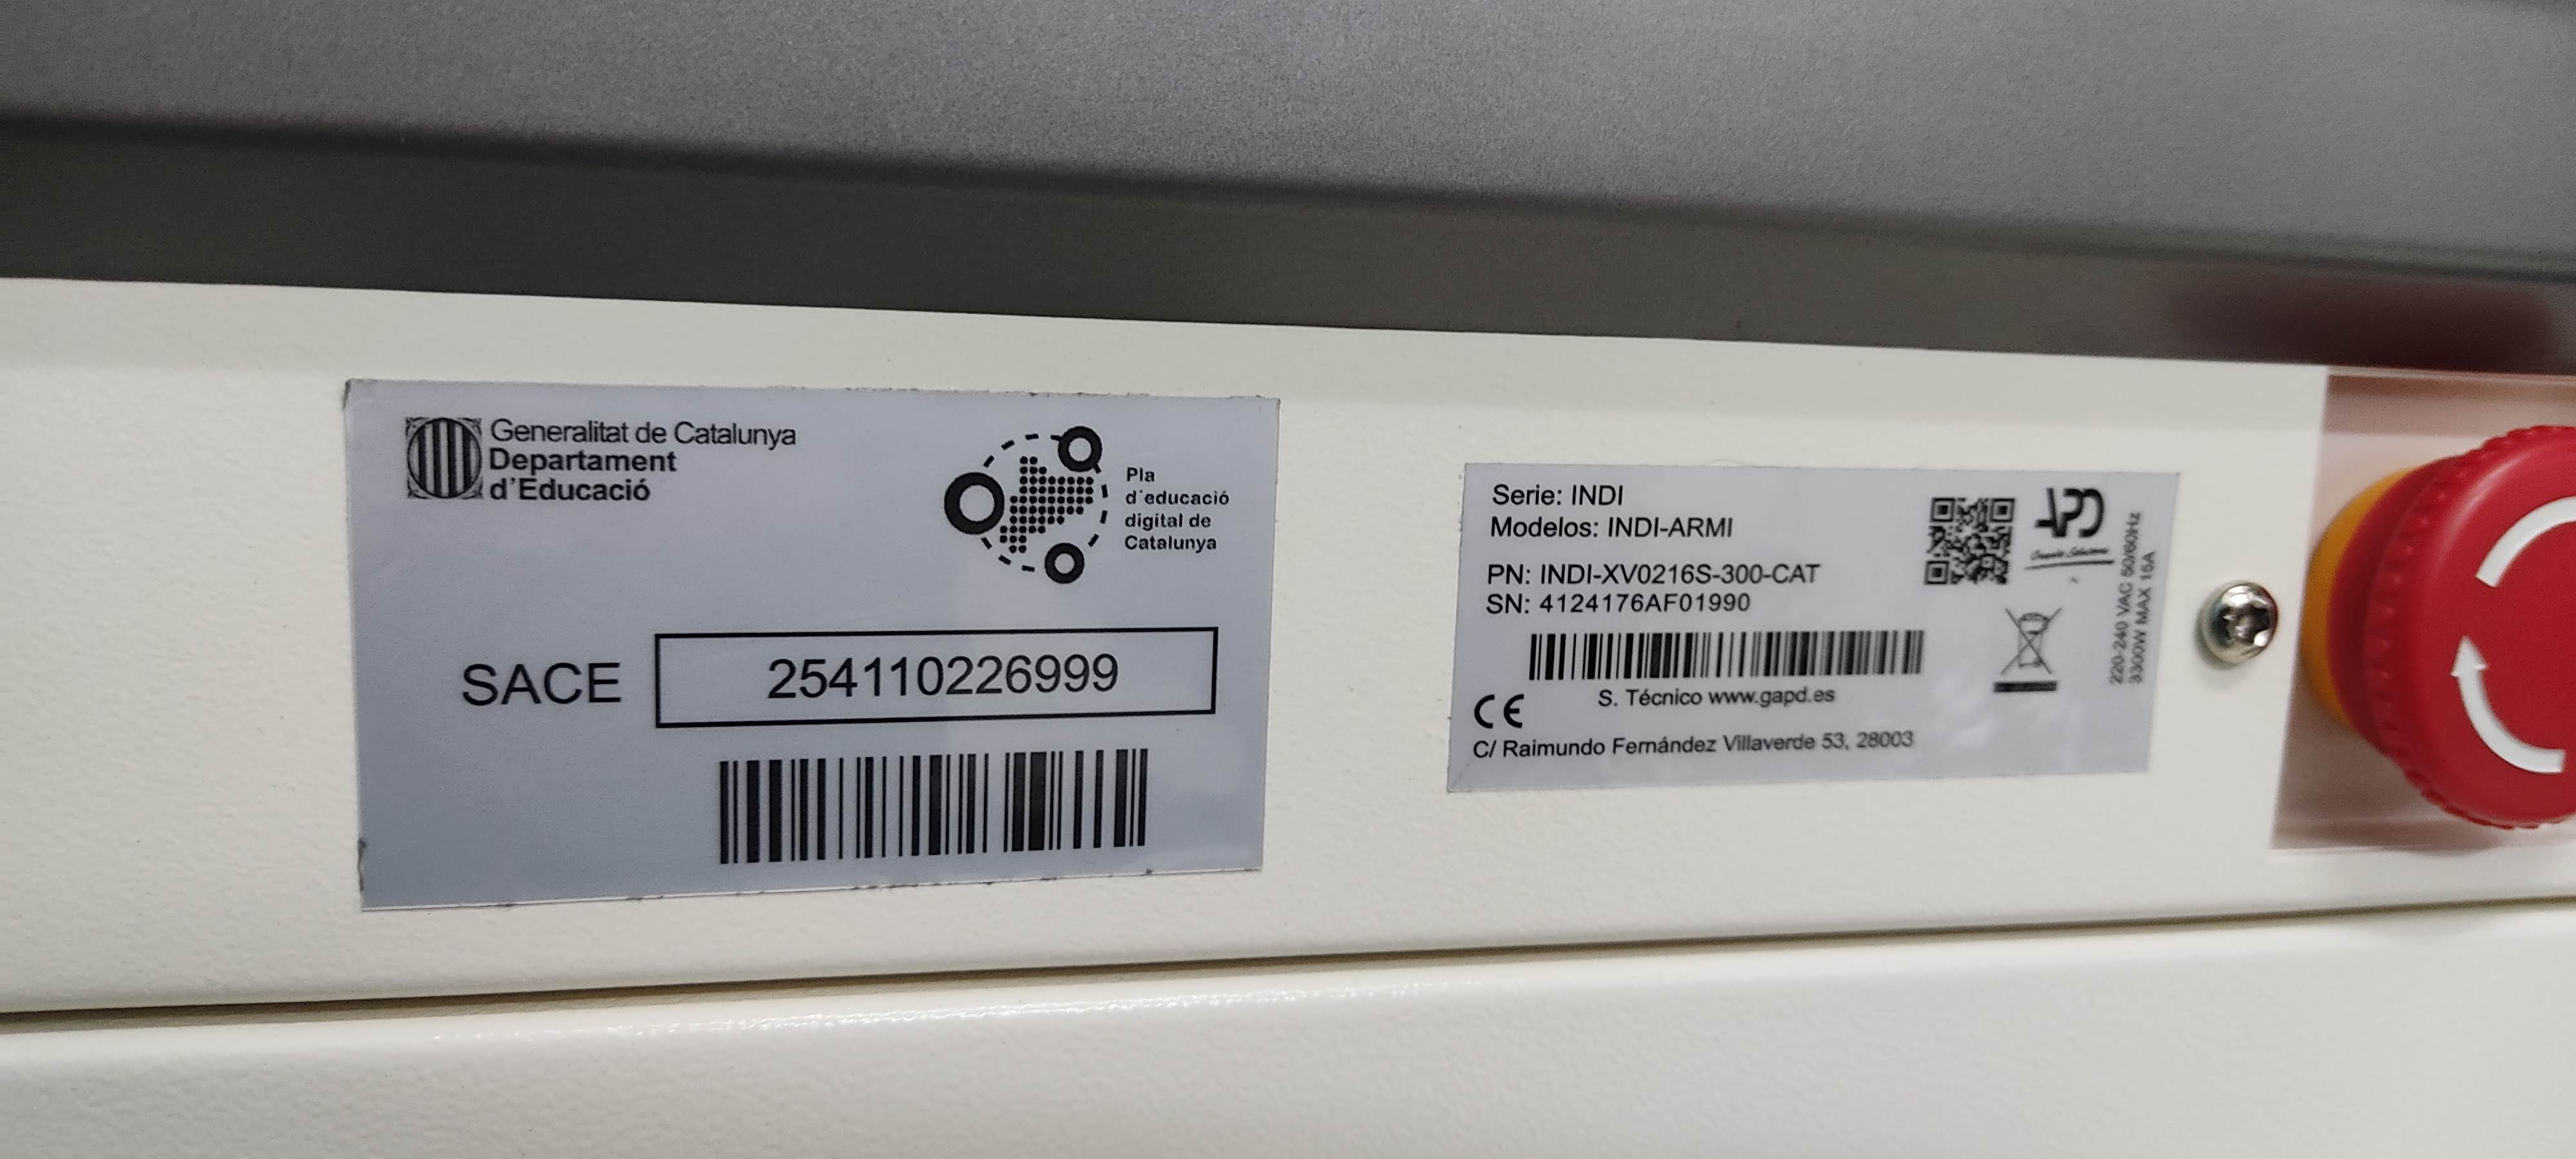 Generalitat de Catalunya
Departament
d'Educació
Pla
d'educació
digital de
Catalunya
SACE
254110226999
Serie: INDI
Modelos: INDI-ARMI
PN: INDI-XV0216S-300-CAT
SN: 4124176AF01990
S. Técnico www.gapd.es
CE
C/ Raimundo Fernández Villaverde 53, 28003
APD
220-240 VAC 50/60Hz
3300W MAX 15A